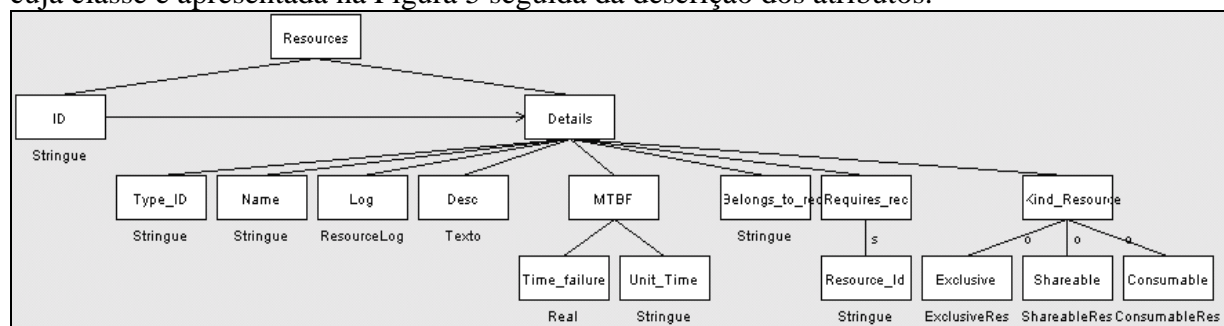 cuja classe é apresentada na Figura seguida da descrição dos atributos.
Resources
ID
Details
Stringue
Type_ID
Name
Log
Desc
MTBF
Belongs_to_rec
Requires_rec
Kind_Resource
Stringue
Stringue
ResourceLog
Texto
Stringue
s
o
o
o
Time_failure
Unit_Time
Resource_Id
Exclusive
Shareable
Consumable
Real
Stringue
Stringue
ExclusiveRes
ShareableRes
ConsumableRes